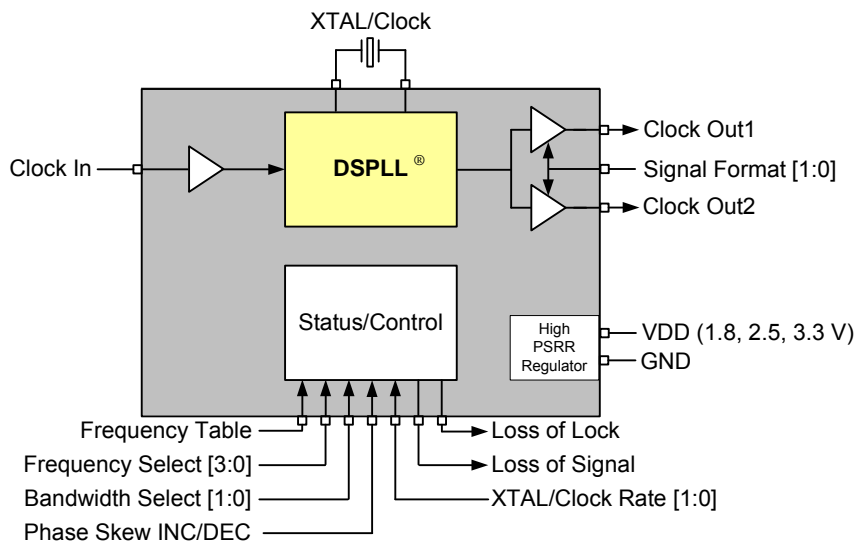 XTAL/Clock
Clock In
DSPLL ®
Clock Out1
Signal Format [1:0]
Clock Out2
Status/Control
High
PSRR
Regulator
VDD (1.8, 2.5, 3.3 V)
GND
Frequency Table
Loss of Lock
Frequency Select [3:0]
Loss of Signal
Bandwidth Select [1:0]
XTAL/Clock Rate [1:0]
Phase Skew INC/DEC